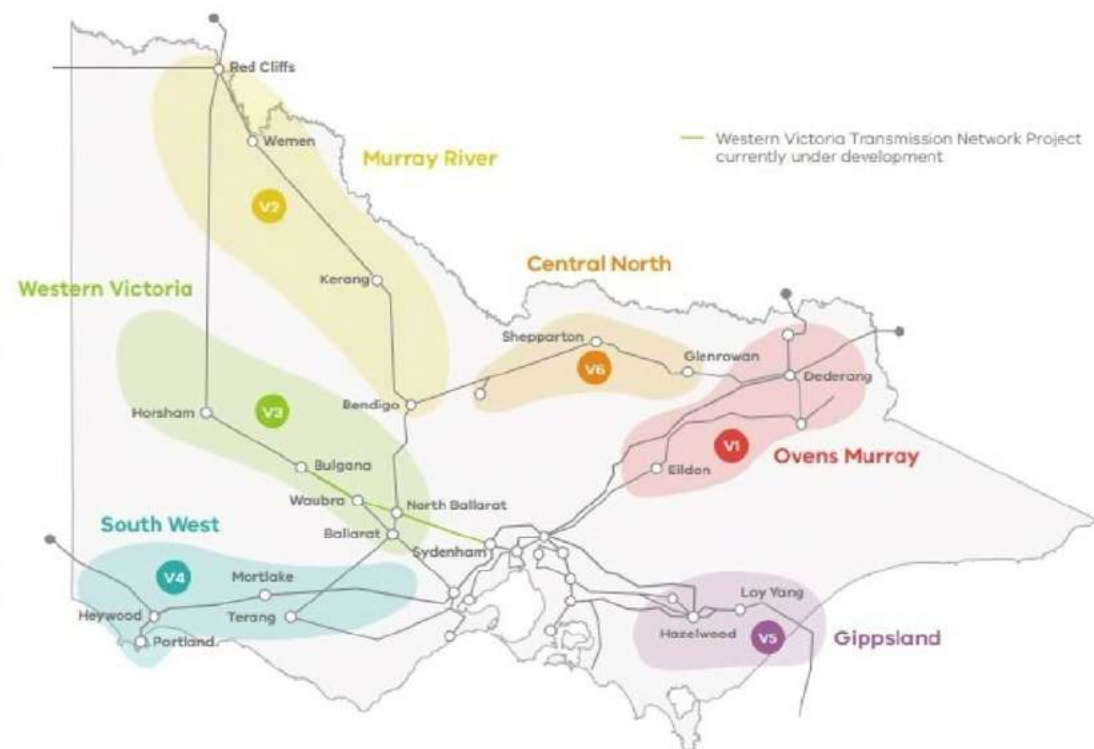 Red Cliffs
Wemen
Western Victoria Transmission Network Project
currently under development
Murray River
V2
Central North
Kerang
Western Victoria
Shepparton
Glenrowan
V6
Dederang
Bendigo
Horsham
V3
V1
Ovens Murray
Eildon
Bulgana
Waubra
North Ballarat
South West
Ballarat
Sydenham
V4
Mortlake
Loy Yang
Heywood
Terang
Hazelwood
V5
Gippsland
Portland